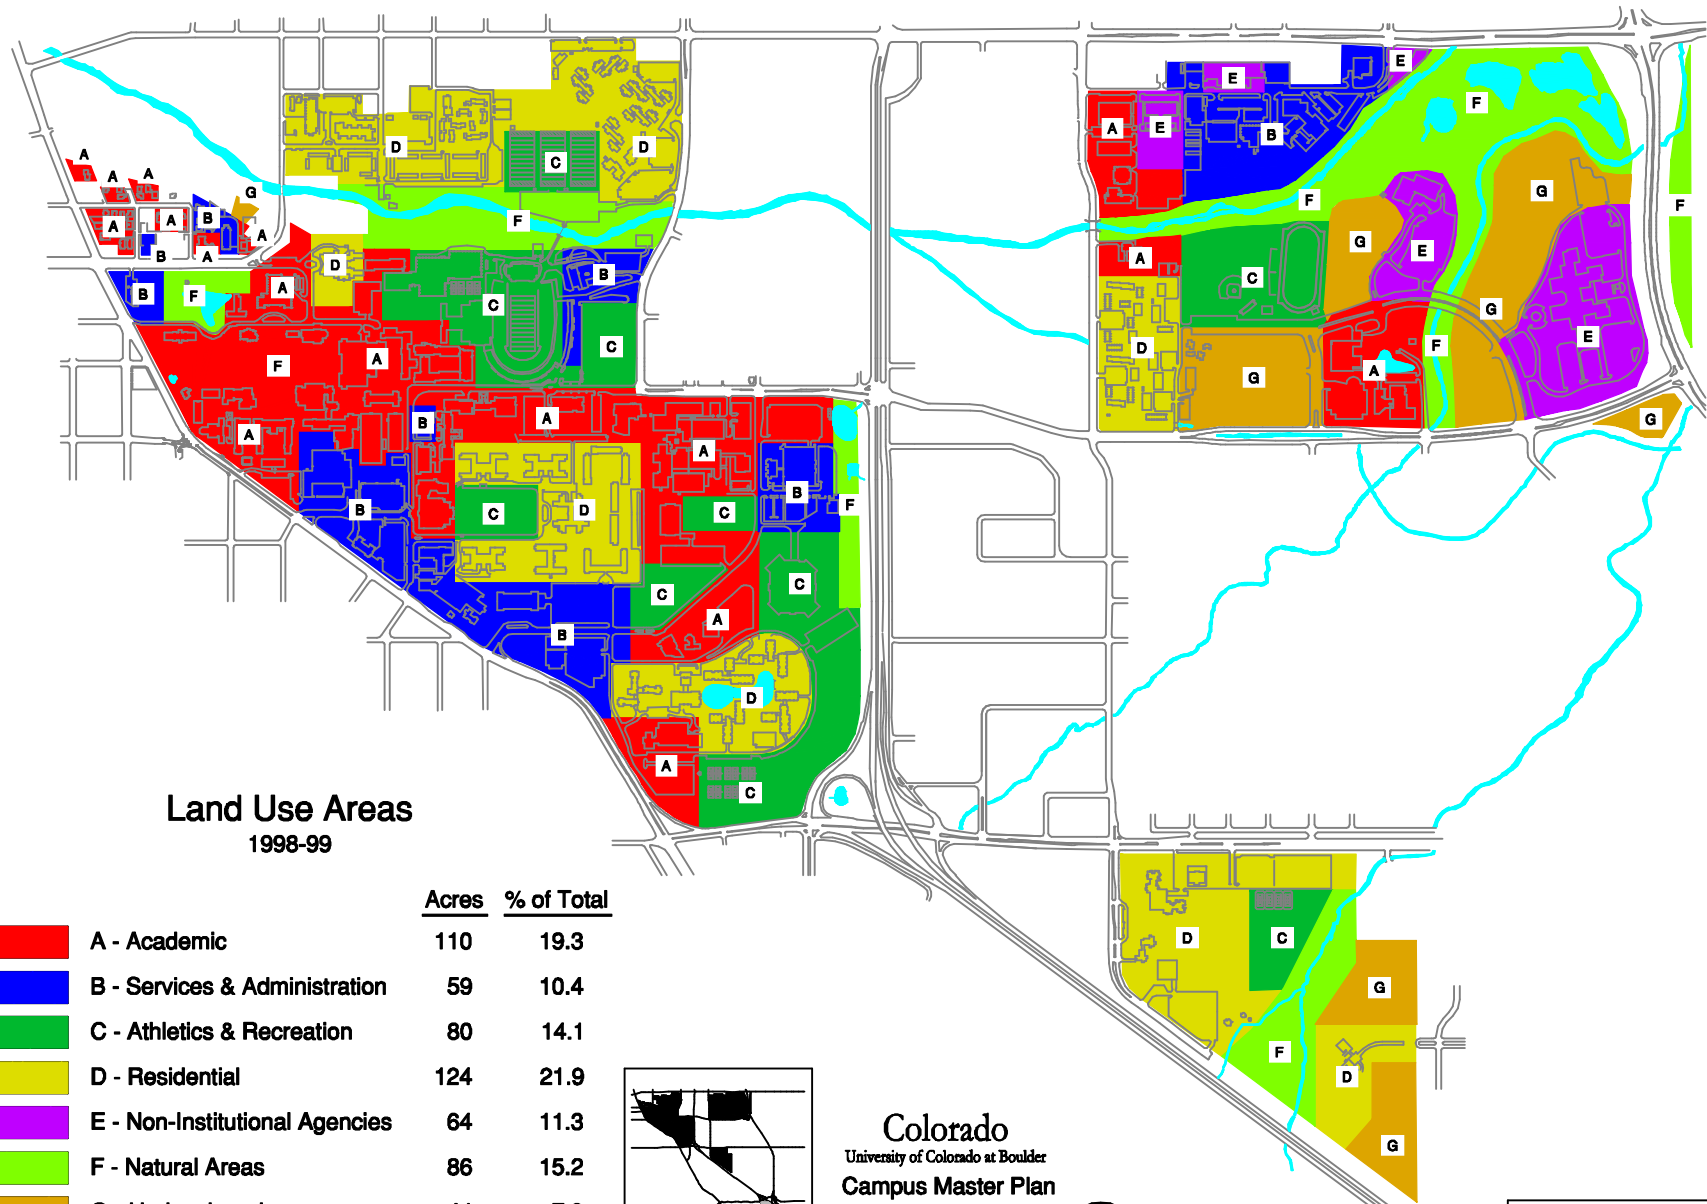 E
E
F
A
E
B
C
D
D
A
A
A
G
F
G
F
F
A
A
B
A
G
E
B
A
A
D
B
C
B
F
A
C
G
E
C
F
A
D
F
A
G
G
B
A
A
A
G
B
F
B
C
D
C
C
C
A
B
D
A
C
Land Use Areas
1998-99
Acres % of Total
A - Academic 110 19.3
B - Services & Administration 59 10.4
C - Athletics & Recreation 80 14.1
D - Residential 124 21.9
E - Non-Institutional Agencies 64 11.3
F - Natural Areas 86 15.2
D
C
G
F
D
G
Colorado
University of Colorado at Boulder
Campus Master Plan